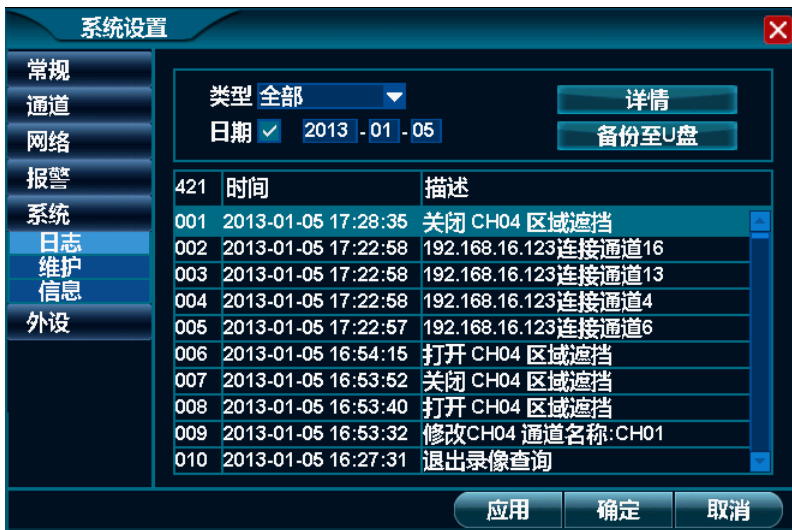 系统设置
常规
通道
网络
报警
系统
日志
维护
信息
外设
类型 全部
详情
日期 2013 - 01 - 05
备份至U盘
421 时间 描述
001 2013-01-05 17:28:35 关闭 CH04 区域遮挡
002 2013-01-05 17:22:58 192.168.16.123连接通道16
003 2013-01-05 17:22:58 192.168.16.123连接通道13
004 2013-01-05 17:22:58 192.168.16.123连接通道4
005 2013-01-05 17:22:57 192.168.16.123连接通道6
006 2013-01-05 16:54:15 打开 CH04 区域遮挡
007 2013-01-05 16:53:52 关闭 CH04 区域遮挡
008 2013-01-05 16:53:40 打开 CH04 区域遮挡
009 2013-01-05 16:53:32 修改CH04 通道名称:CH01
010 2013-01-05 16:27:31 退出录像查询
应用 确定 取消